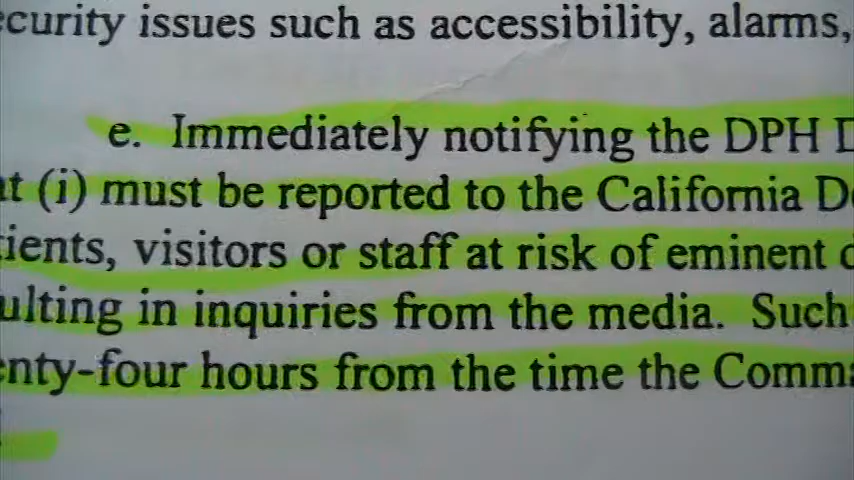 curity issues such as accessibility, alarms,
e. Immediately notifying the DPH D
t (i) must be reported to the California D
ients, visitors or staff at risk of eminent
ulting in inquiries from the media. Such
nty-four hours from the time the Comm